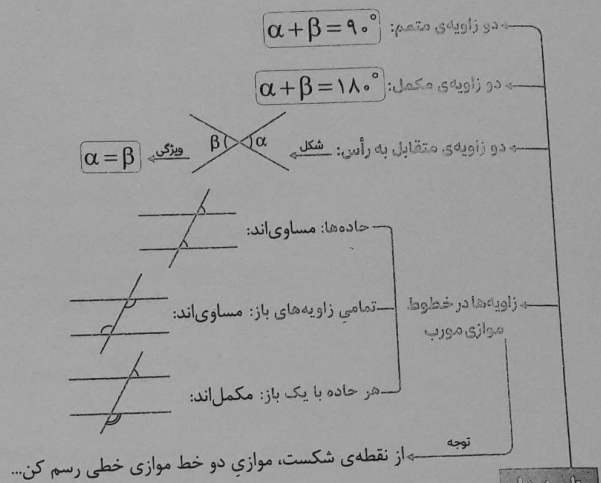 دو زاویه‌ی متمم: α+β=۹۰°
دو زاویه‌ی مکمل: α+β=۱۸۰°
دو زاویه‌ی متقابل به رأس: شکل β α ویژگی α=β
حاده‌ها: مساوی‌اند:
زاویه‌ها در خطوط
موازی مورب
تمامیِ زاویه‌های باز: مساوی‌اند:
هر حاده با یک باز: مکمل‌اند:
توجه
از نقطه‌ی شکست، موازیِ دو خط موازی خطی رسم کن...